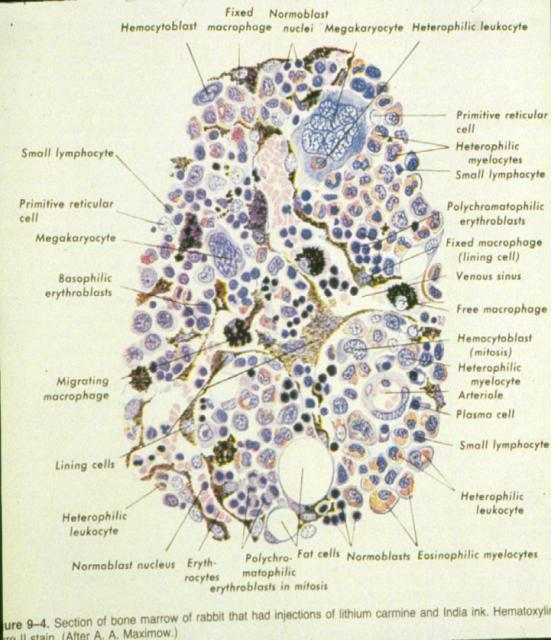 Fixed Normoblast
Hemocytoblast macrophage nuclei Megakaryocyte Heterophilic leukocyte
Primitive reticular
cell
Heterophilic
myelocytes
Small lymphocyte
Small lymphocyte
Primitive reticular
cell
Polychromatophilic
erythroblasts
Megakaryocyte
Fixed macrophage
(lining cell)
Basophilic
erythroblasts
Venous sinus
Free macrophage
Hemocytoblast
(mitosis)
Heterophilic
myelocyte
Migrating
macrophage
Arteriole
Plasma cell
Small lymphocyte
Lining cells
Heterophilic
leukocyte
Heterophilic
leukocyte
Normoblast nucleus Eryth-
rocytes
Polychro-
matophilic
erythroblasts in mitosis
Fat cells Normoblasts Eosinophilic myelocytes
ure 9–4. Section of bone marrow of rabbit that had injections of lithium carmine and India ink. Hematoxylin
II stain. (After A. A. Maximow.)